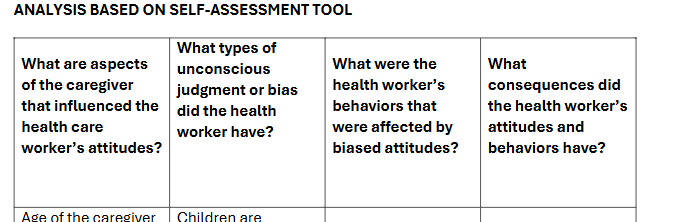 ANALYSIS BASED ON SELF-ASSESSMENT TOOL
What are aspects
of the caregiver
that influenced the
health care
worker’s attitudes?
What types of
unconscious
judgment or bias
did the health
worker have?
What were the
health worker’s
behaviors that
were affected by
biased attitudes?
What
consequences did
the health worker’s
attitudes and
behaviors have?
Age of the caregiver
Children are